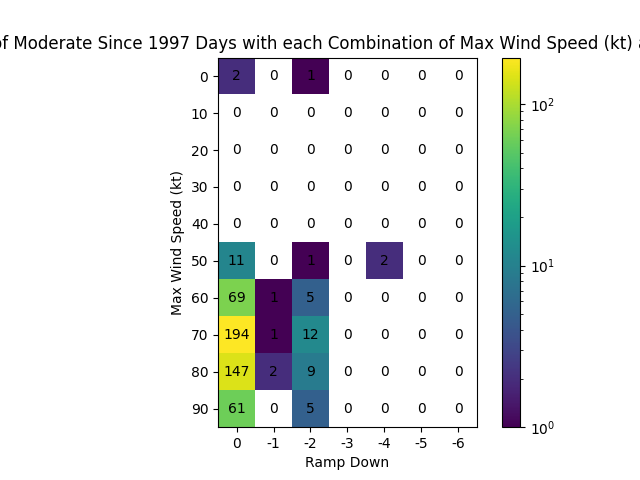 of Moderate Since 1997 Days with each Combination of Max Wind Speed (kt)
0 2 0 1 0 0 0 0
10 0 0 0 0 0 0 0
20 0 0 0 0 0 0 0
30 0 0 0 0 0 0 0
40 0 0 0 0 0 0 0
50 11 0 1 0 2 0 0
60 69 1 5 0 0 0 0
70 194 1 12 0 0 0 0
80 147 2 9 0 0 0 0
90 61 0 5 0 0 0 0
0 -1 -2 -3 -4 -5 -6
Ramp Down
Max Wind Speed (kt)
10²
10¹
10⁰